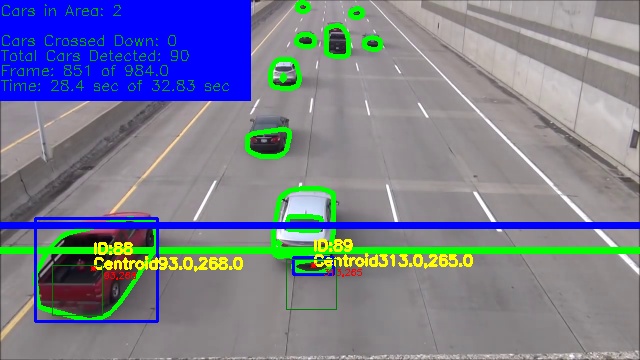 Cars in Area: 2
Cars Crossed Down: 0
Total Cars Detected: 90
Frame: 851 of 984.0
Time: 28.4 sec of 32.83 sec
ID:88
Centroid93.0,268.0
ID:89
Centroid313.0,265.0